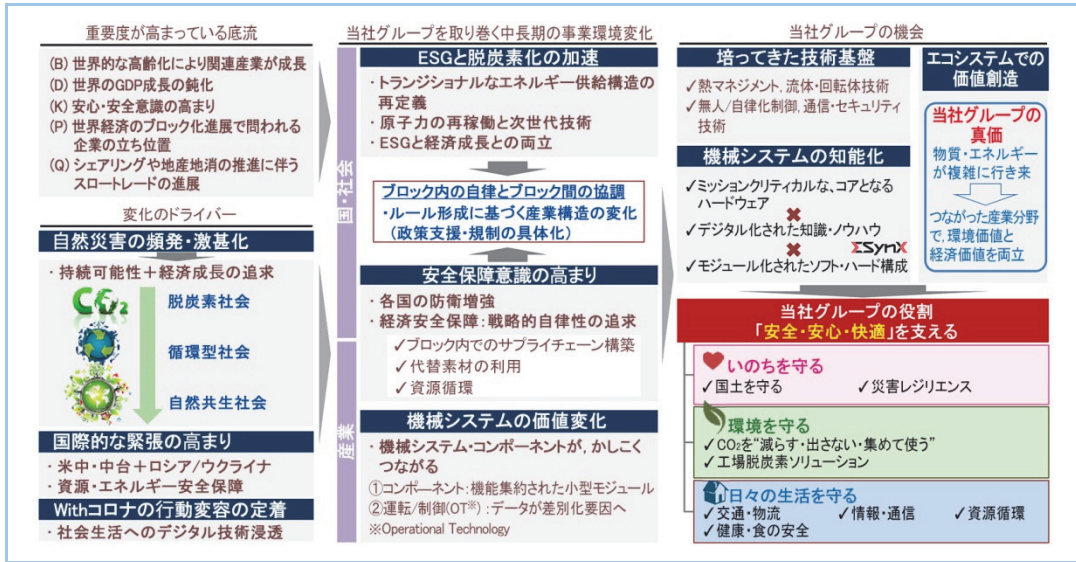 重要度が高まっている底流
(B) 世界的な高齢化により関連産業が成長
(D) 世界のGDP成長の鈍化
(K) 安心・安全意識の高まり
(P) 世界経済のブロック化進展で問われる
企業の立ち位置
(Q) シェアリングや地産地消の推進に伴う
スロートレードの進展
変化のドライバー
自然災害の頻発・激甚化
・持続可能性＋経済成長の追求
CO2
脱炭素社会
循環型社会
自然共生社会
国際的な緊張の高まり
・米中・中台＋ロシア/ウクライナ
・資源・エネルギー安全保障
Withコロナの行動変容の定着
・社会生活へのデジタル技術浸透
当社グループを取り巻く中長期の事業環境変化
国・社会
ESGと脱炭素化の加速
・トランジショナルなエネルギー供給構造の
再定義
・原子力の再稼働と次世代技術
・ESGと経済成長との両立
ブロック内の自律とブロック間の協調
・ルール形成に基づく産業構造の変化
（政策支援・規制の具体化）
安全保障意識の高まり
・各国の防衛増強
・経済安全保障：戦略的自律性の追求
✓ブロック内でのサプライチェーン構築
✓代替素材の利用
✓資源循環
産業
機械システムの価値変化
・機械システム・コンポーネントが，かしこく
つながる
①コンポーネント：機能集約された小型モジュール
②運転/制御(OT※)：データが差別化要因へ
※Operational Technology
当社グループの機会
培ってきた技術基盤
✓熱マネジメント，流体・回転体技術
✓無人/自律化制御，通信・セキュリティ
技術
機械システムの知能化
✓ミッションクリティカルな、コアとなる
ハードウェア
✖
✓デジタル化された知識・ノウハウ
✖ ΣSynX
✓モジュール化されたソフト・ハード構成
エコシステムでの
価値創造
当社グループの
真価
物質・エネルギー
が複雑に行き来
つながった産業分野
で，環境価値と
経済価値を両立
当社グループの役割
「安全・安心・快適」を支える
いのちを守る
✓国土を守る ✓災害レジリエンス
環境を守る
✓CO₂を“減らす・出さない・集めて使う”
✓工場脱炭素ソリューション
日々の生活を守る
✓交通・物流 ✓情報・通信 ✓資源循環
✓健康・食の安全